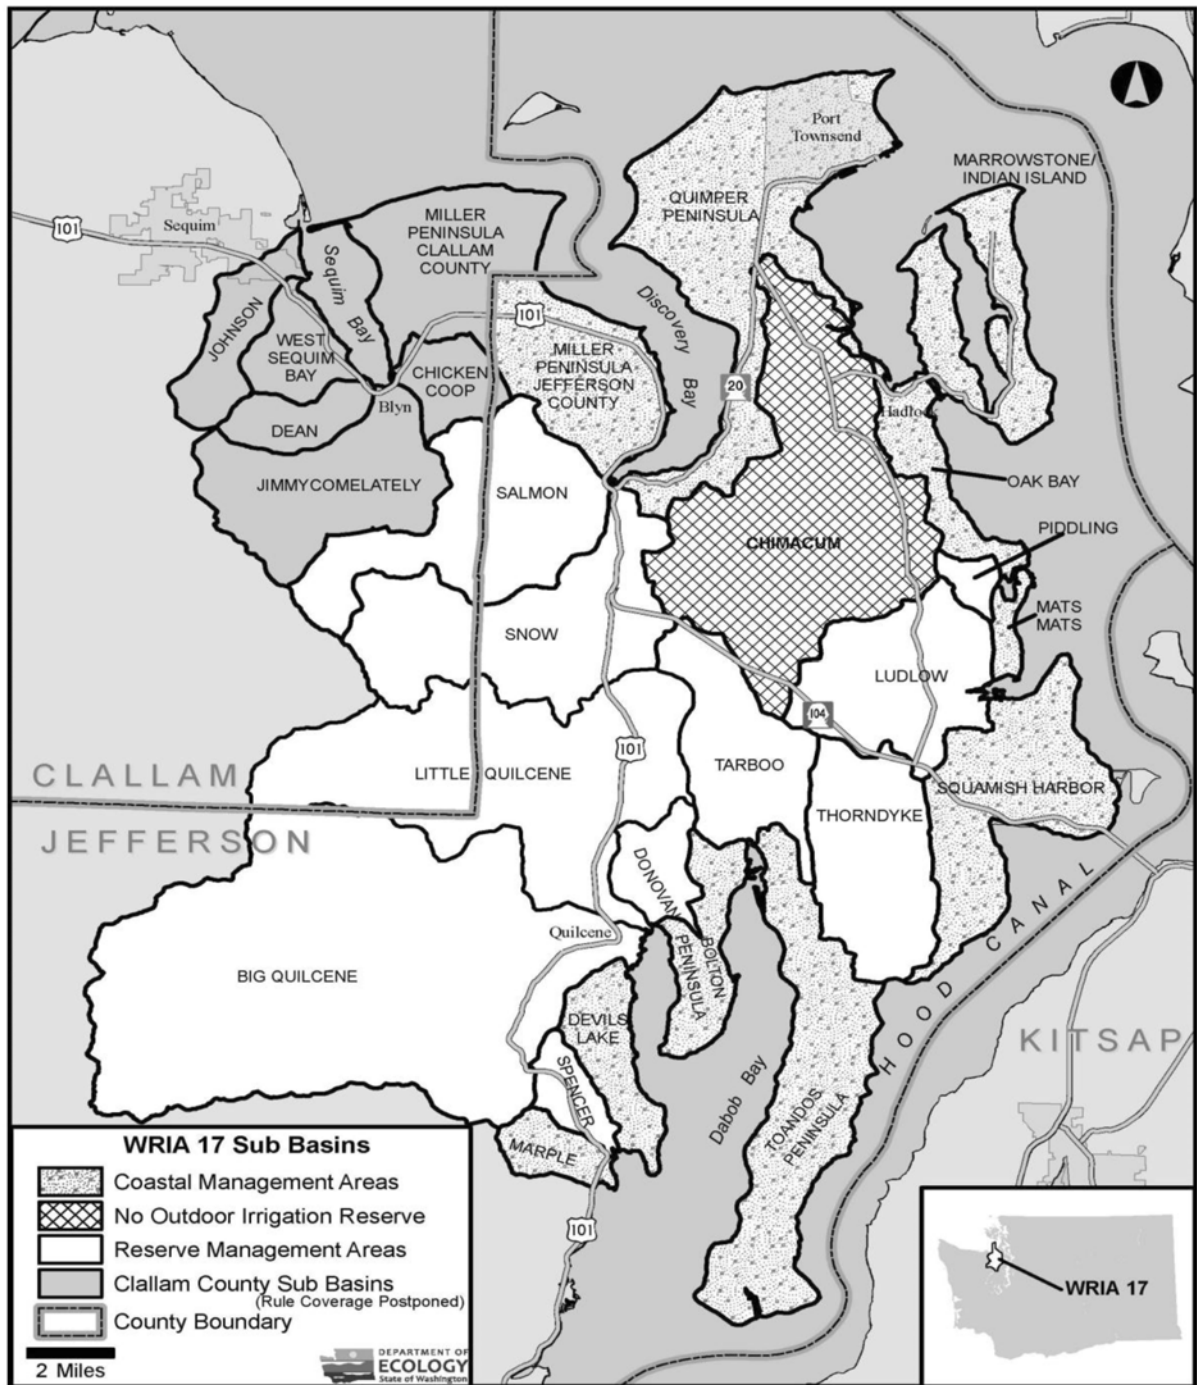 Port
Townsend
MARROWSTONE/
INDIAN ISLAND
QUIMPER
PENINSULA
MILLER
PENINSULA
CLALLAM
COUNTY
101
Sequim
Sequim
Bay
Discovery
Bay
101
JOHNSON
WEST
SEQUIM
BAY
CHICKEN
COOP
MILLER
PENINSULA
JEFFERSON
COUNTY
20
Blyn
Hadlock
DEAN
JIMMYCOMELATELY
SALMON
OAK BAY
CHIMACUM
PIDDLING
MATS
MATS
SNOW
LUDLOW
104
101
CLALLAM
LITTLE QUILCENE
TARBOO
SQUAMISH HARBOR
JEFFERSON
THORNDYKE
DONOVAN
Quilcene
BOLTON
PENINSULA
BIG QUILCENE
HOOD CANAL
DEVILS
LAKE
KITSAP
SPENCER
Dabob Bay
TOANDOS
PENINSULA
MARPLE
101
WRIA 17 Sub Basins
Coastal Management Areas
No Outdoor Irrigation Reserve
Reserve Management Areas
Clallam County Sub Basins
(Rule Coverage Postponed)
County Boundary
2 Miles
DEPARTMENT OF
ECOLOGY
State of Washington
WRIA 17